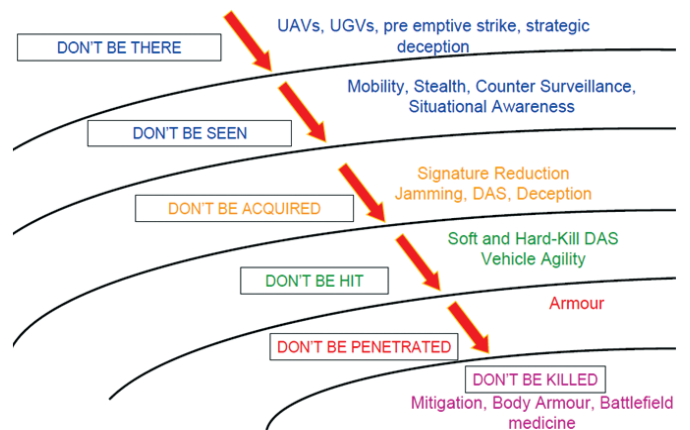 DON'T BE THERE
UAVs, UGVs, pre emptive strike, strategic
deception
DON'T BE SEEN
Mobility, Stealth, Counter Surveillance,
Situational Awareness
DON'T BE ACQUIRED
Signature Reduction
Jamming, DAS, Deception
DON'T BE HIT
Soft and Hard-Kill DAS
Vehicle Agility
DON'T BE PENETRATED
Armour
DON'T BE KILLED
Mitigation, Body Armour, Battlefield
medicine